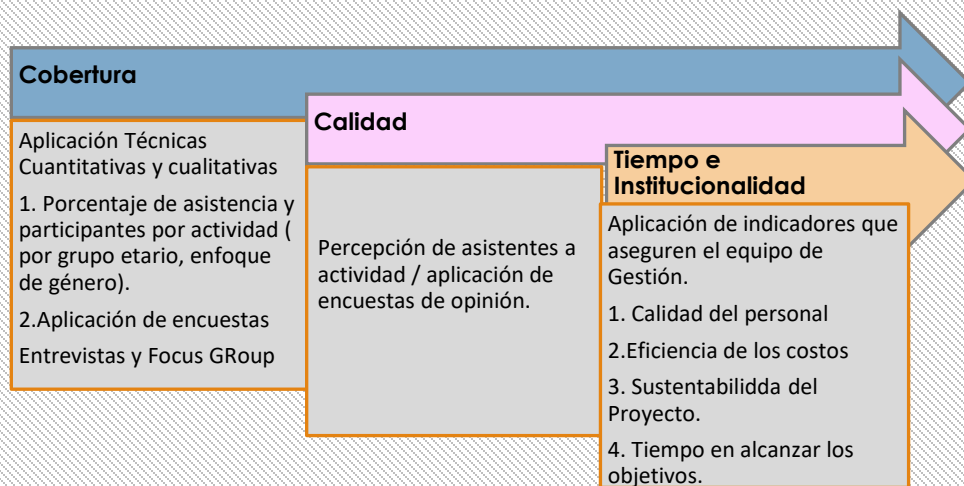 Cobertura
Aplicación Técnicas
Cuantitativas y cualitativas
1. Porcentaje de asistencia y
participantes por actividad (
por grupo etario, enfoque
de género).
2.Aplicación de encuestas
Entrevistas y Focus GRoup
Calidad
Percepción de asistentes a
actividad / aplicación de
encuestas de opinión.
Tiempo e
Institucionalidad
Aplicación de indicadores que
aseguren el equipo de
Gestión.
1. Calidad del personal
2.Eficiencia de los costos
3. Sustentabilidda del
Proyecto.
4. Tiempo en alcanzar los
objetivos.